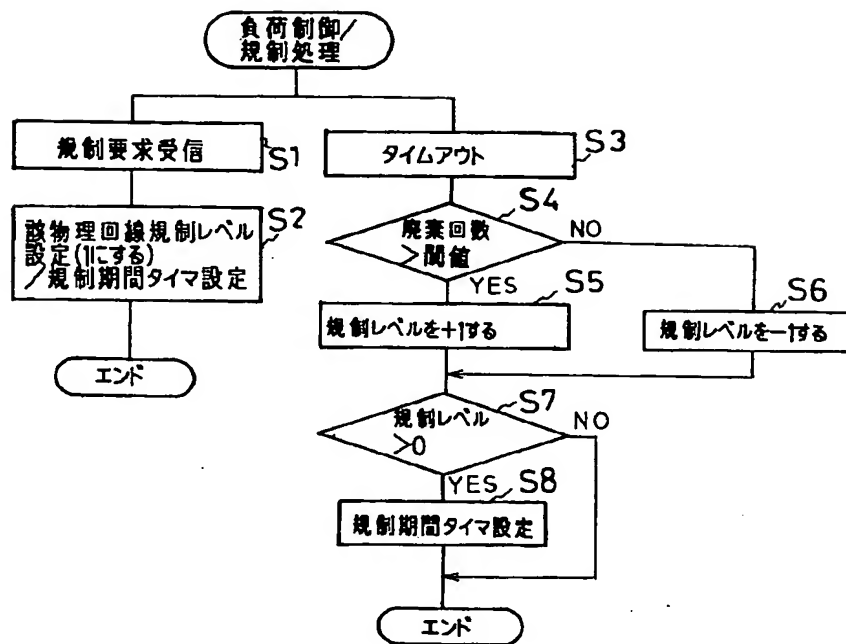 負荷制御/
規制処理
規制要求受信
S1
該物理回線規制レベル
設定(1にする)
/規制期間タイマ設定
S2
エンド
タイムアウト
S3
廃棄回数
>閾値
S4
NO
YES
S5
規制レベルを+1する
S6
規制レベルを-1する
規制レベル
>0
S7
NO
YES
S8
規制期間タイマ設定
エンド